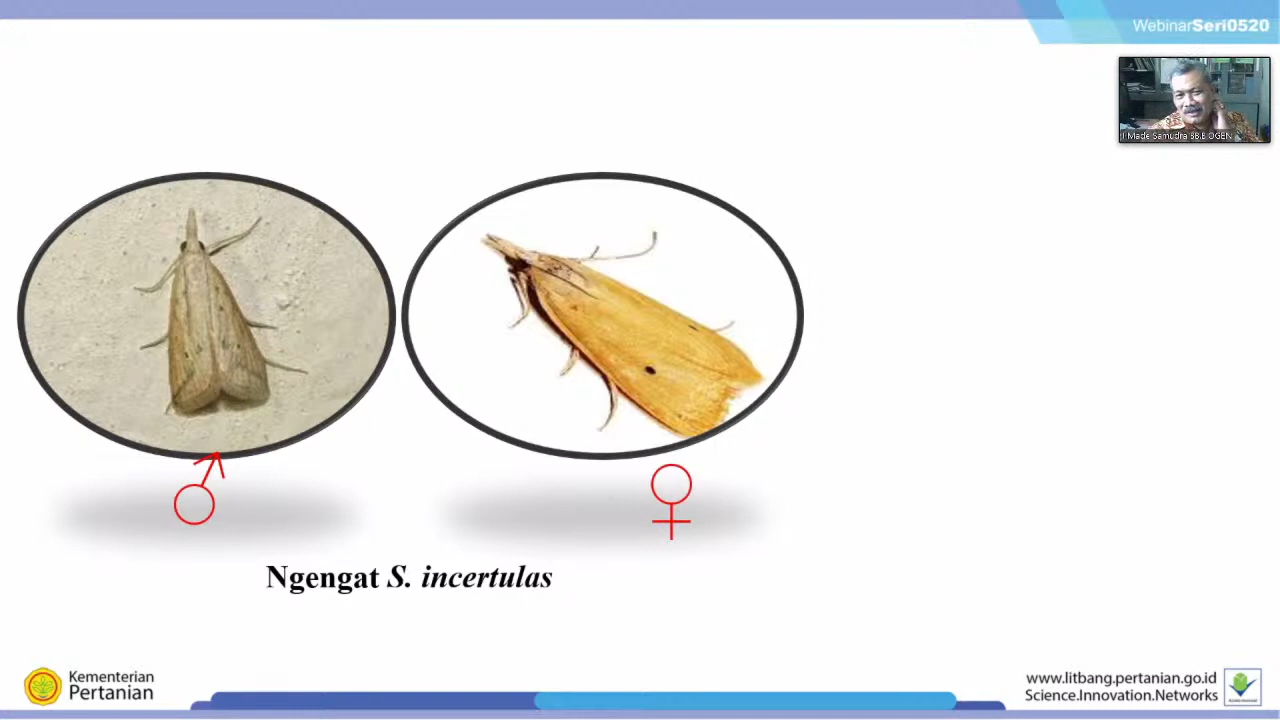 WebinarSeri0520
I Made Samudra BB.BIOGEN
♂
♀
Ngengat S. incertulas
Kementerian
Pertanian
www.litbang.pertanian.go.id
Science.Innovation.Networks